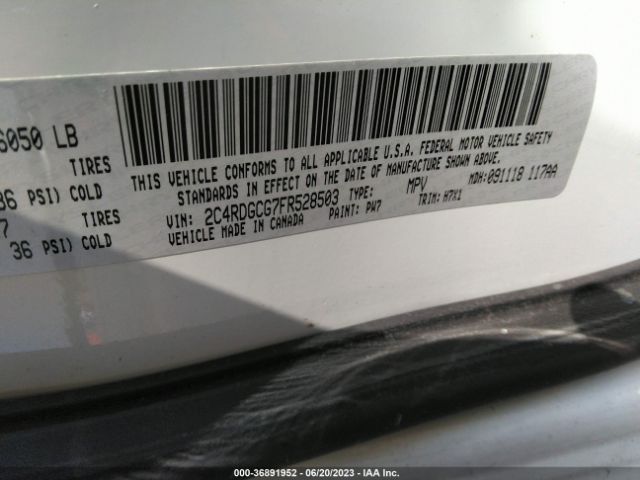 6050 LB
TIRES
36 PSI) COLD
7 TIRES
36 PSI) COLD
THIS VEHICLE CONFORMS TO ALL APPLICABLE U.S.A. FEDERAL MOTOR VEHICLE SAFETY
STANDARDS IN EFFECT ON THE DATE OF MANUFACTURE SHOWN ABOVE.
VIN: 2C4RDGCG7FR528503 TYPE: MPV MDH: 091118 117AA
VEHICLE MADE IN CANADA PAINT: PW7 TRIM: H7X1
000-36891952 / 06/20/2023 / IAA Inc.